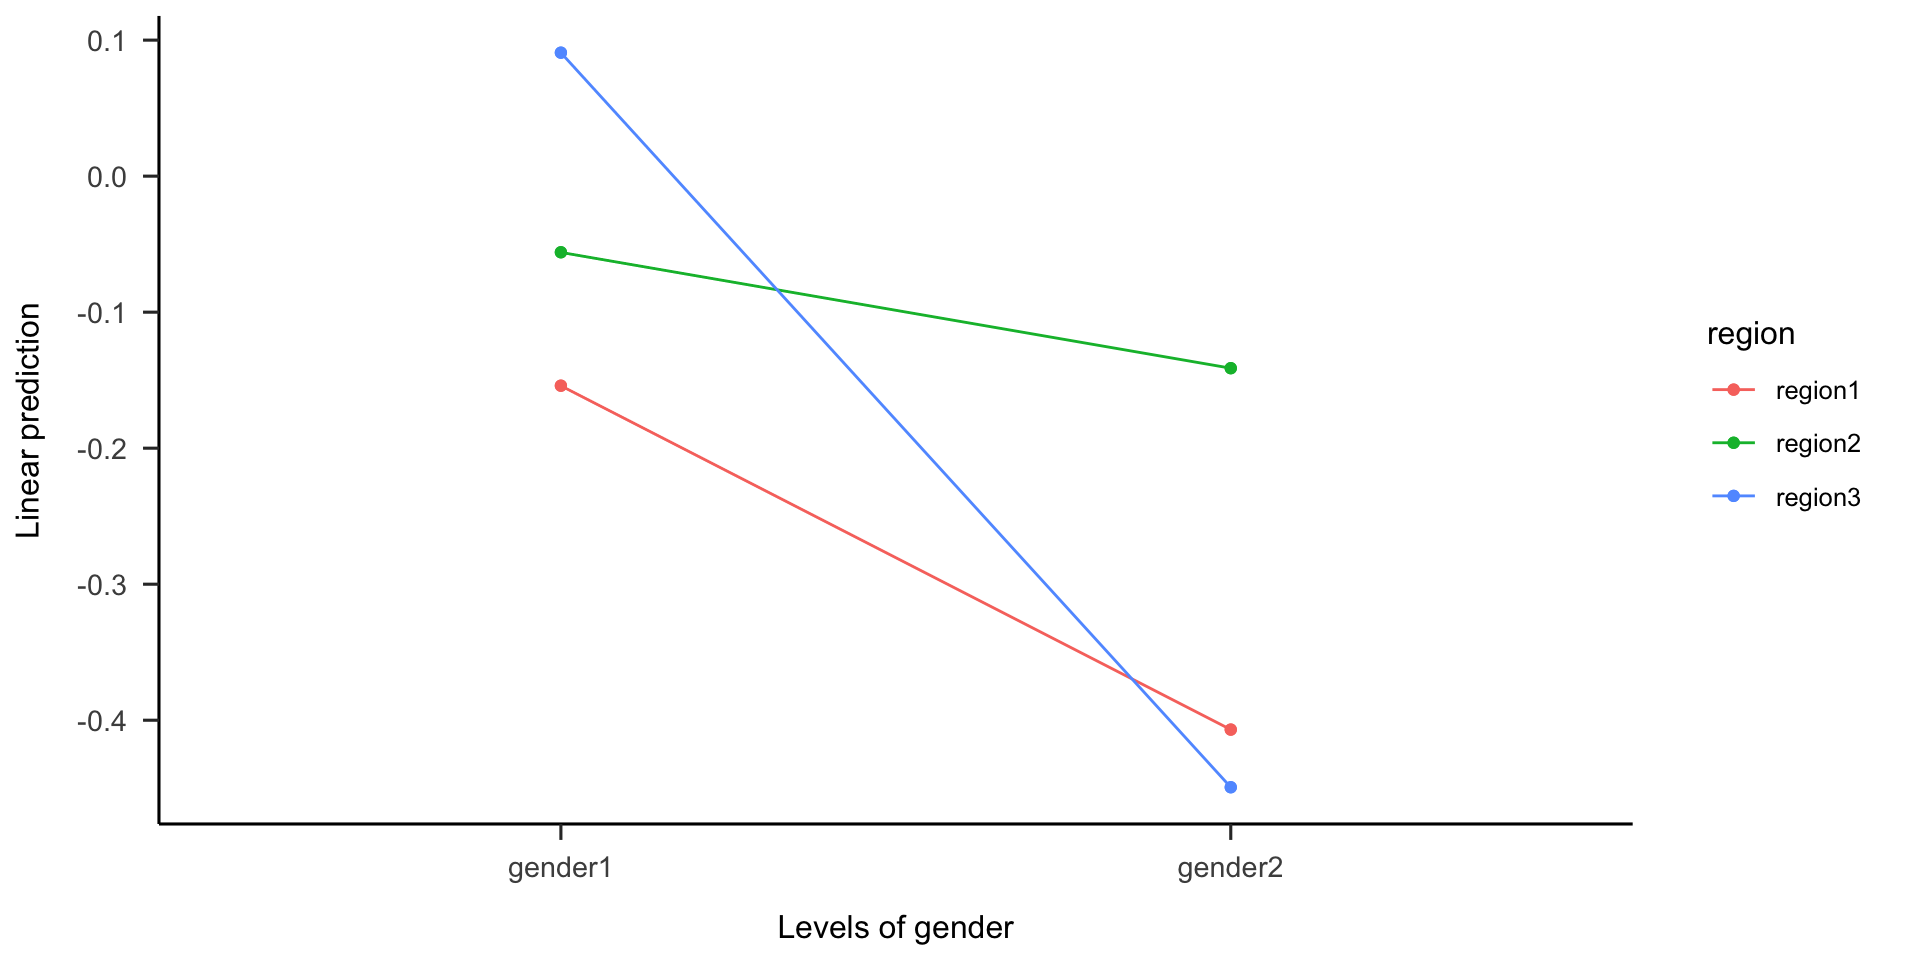 0.1
0.0
-0.1
-0.2
-0.3
-0.4
Linear prediction
gender1
gender2
Levels of gender
region
region1
region2
region3